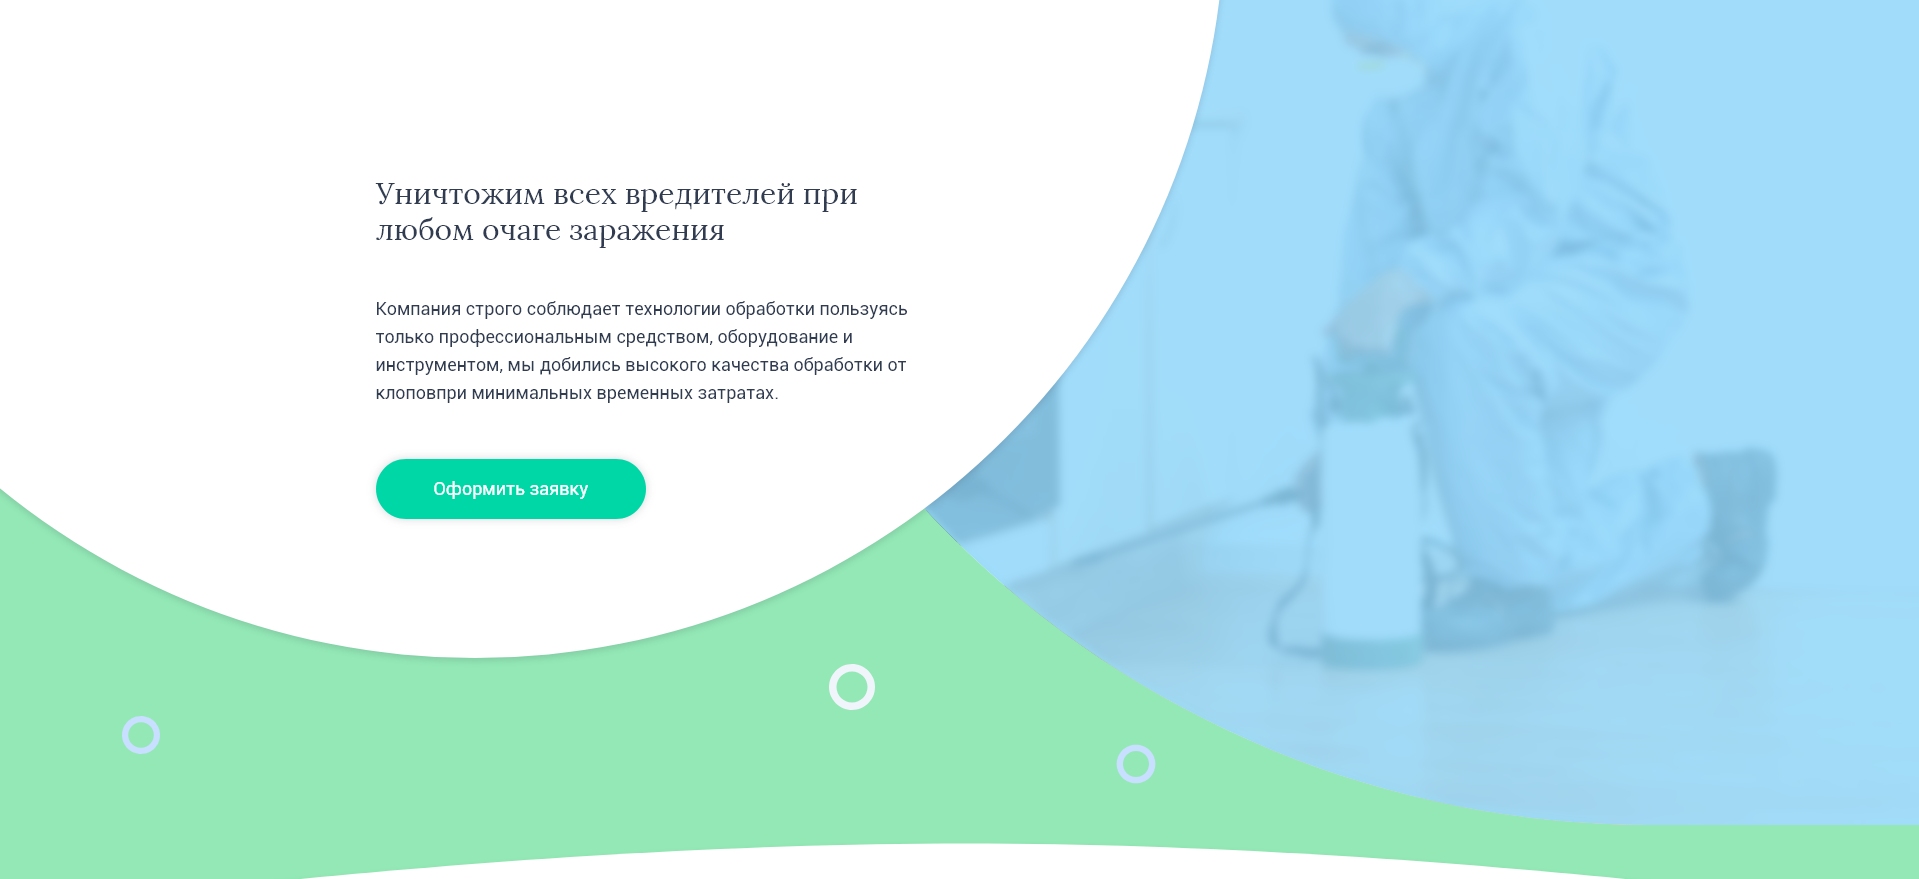 Уничтожим всех вредителей при
любом очаге заражения
Компания строго соблюдает технологии обработки пользуясь
только профессиональным средством, оборудование и
инструментом, мы добились высокого качества обработки от
клоповпри минимальных временных затратах.
Оформить заявку